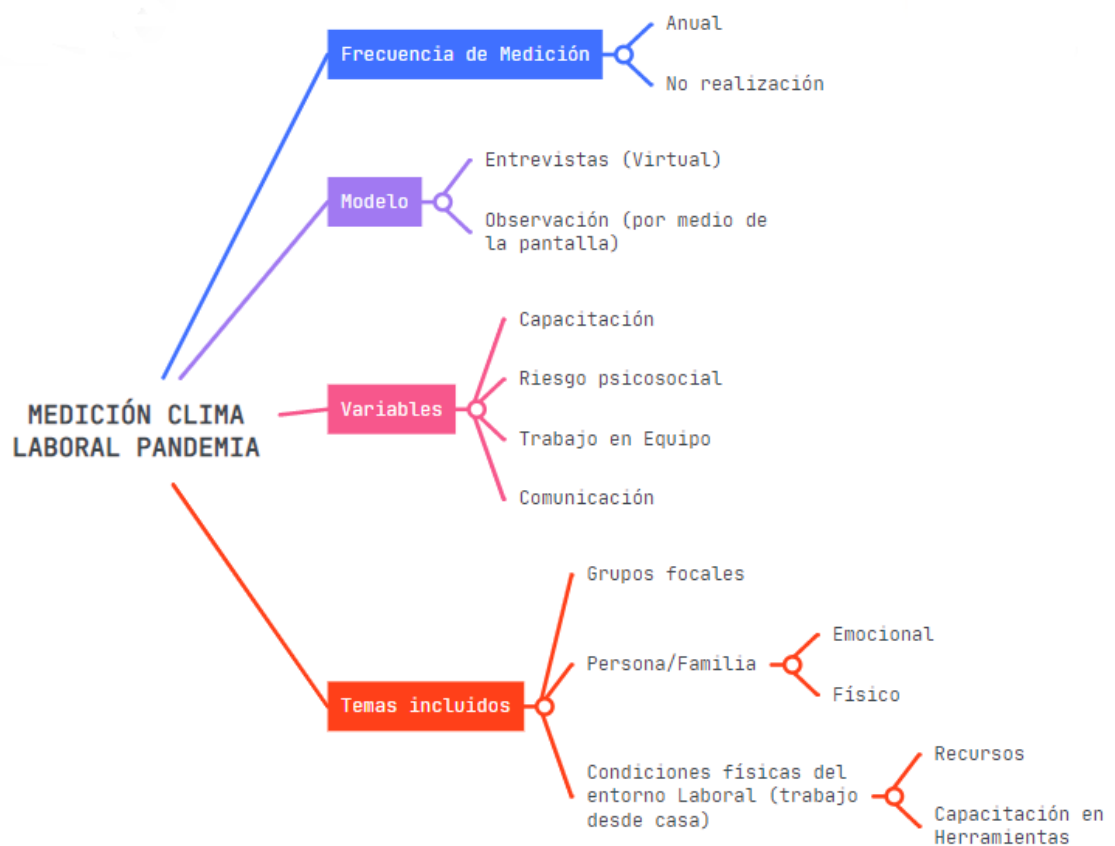 Frecuencia de Medición
Anual
No realización
Modelo
Entrevistas (Virtual)
Observación (por medio de
la pantalla)
MEDICIÓN CLIMA
LABORAL PANDEMIA
Variables
Capacitación
Riesgo psicosocial
Trabajo en Equipo
Comunicación
Temas incluidos
Grupos focales
Persona/Familia
Emocional
Físico
Condiciones físicas del
entorno Laboral (trabajo
desde casa)
Recursos
Capacitación en
Herramientas